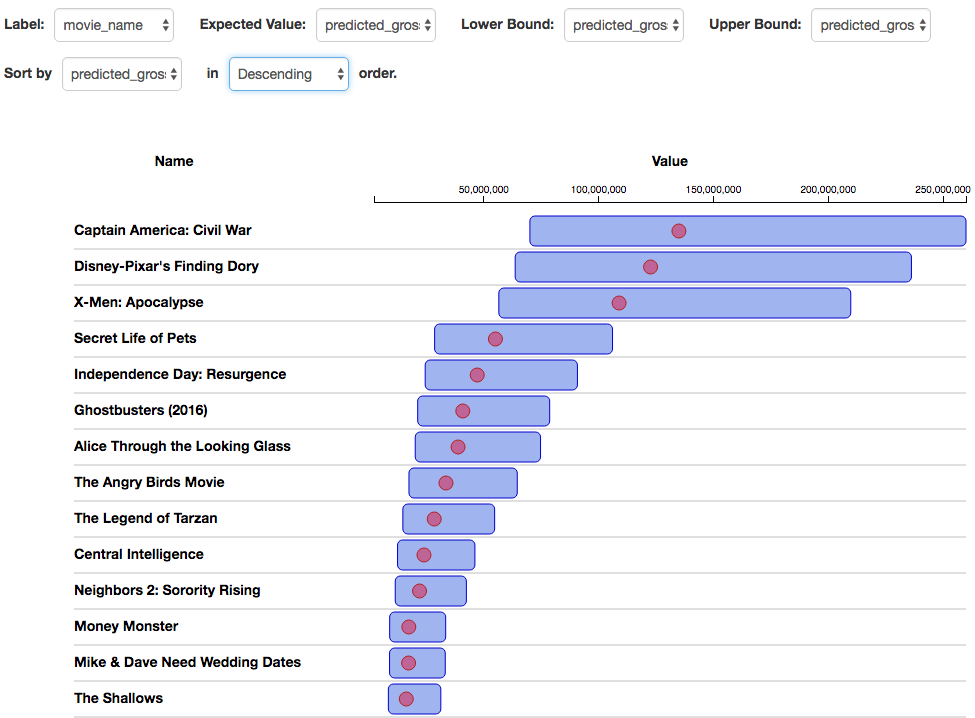 Label: movie_name Expected Value: predicted_gros Lower Bound: predicted_gros Upper Bound: predicted_gros
Sort by predicted_gros in Descending order.
Name Value
50,000,000 100,000,000 150,000,000 200,000,000 250,000,000
Captain America: Civil War
Disney-Pixar's Finding Dory
X-Men: Apocalypse
Secret Life of Pets
Independence Day: Resurgence
Ghostbusters (2016)
Alice Through the Looking Glass
The Angry Birds Movie
The Legend of Tarzan
Central Intelligence
Neighbors 2: Sorority Rising
Money Monster
Mike & Dave Need Wedding Dates
The Shallows